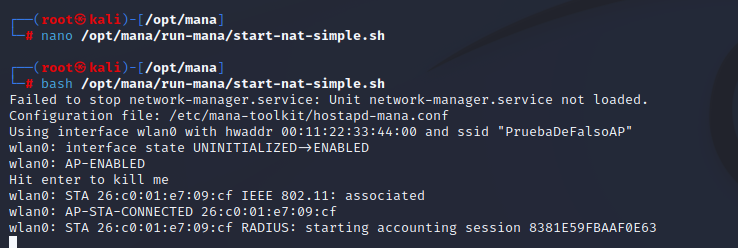 ┌──(root㉿kali)-[/opt/mana]
└─# nano /opt/mana/run-mana/start-nat-simple.sh
┌──(root㉿kali)-[/opt/mana]
└─# bash /opt/mana/run-mana/start-nat-simple.sh
Failed to stop network-manager.service: Unit network-manager.service not loaded.
Configuration file: /etc/mana-toolkit/hostapd-mana.conf
Using interface wlan0 with hwaddr 00:11:22:33:44:00 and ssid "PruebaDeFalsoAP"
wlan0: interface state UNINITIALIZED→ENABLED
wlan0: AP-ENABLED
Hit enter to kill me
wlan0: STA 26:c0:01:e7:09:cf IEEE 802.11: associated
wlan0: AP-STA-CONNECTED 26:c0:01:e7:09:cf
wlan0: STA 26:c0:01:e7:09:cf RADIUS: starting accounting session 8381E59FBAAF0E63